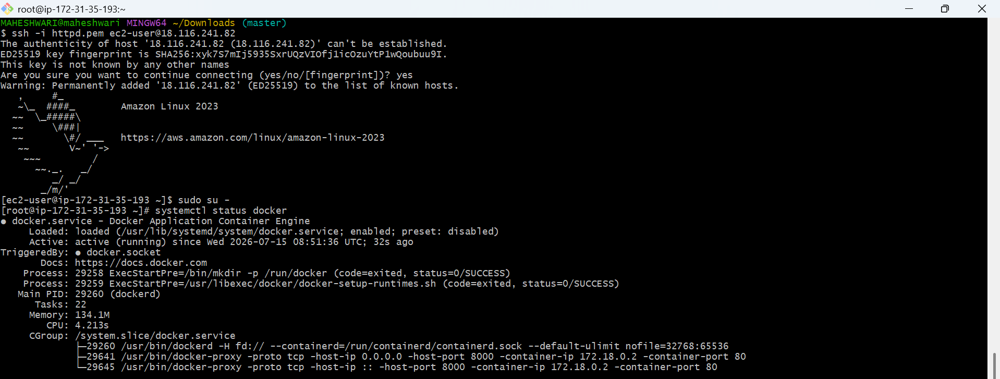 root@ip-172-31-35-193:~
MAHESHWARI@maheshwari MINGW64 ~/Downloads (master)
$ ssh -i httpd.pem ec2-user@18.116.241.82
The authenticity of host '18.116.241.82 (18.116.241.82)' can't be established.
ED25519 key fingerprint is SHA256:xyk7S7mIj5935SxrUQzVIOfj1icOzuYtP1wQoubuu9I.
This key is not known by any other names
Are you sure you want to continue connecting (yes/no/[fingerprint])? yes
Warning: Permanently added '18.116.241.82' (ED25519) to the list of known hosts.
   ,     #_
   ~\_  ####_        Amazon Linux 2023
  ~~  \_#####\
  ~~     \###|
  ~~       \#/ ___   https://aws.amazon.com/linux/amazon-linux-2023
   ~~       V~' '->
    ~~~         /
      ~~._.   _/
         _/ _/
       _/m/'
[ec2-user@ip-172-31-35-193 ~]$ sudo su -
[root@ip-172-31-35-193 ~]# systemctl status docker
● docker.service - Docker Application Container Engine
     Loaded: loaded (/usr/lib/systemd/system/docker.service; enabled; preset: disabled)
     Active: active (running) since Wed 2026-07-15 08:51:36 UTC; 32s ago
TriggeredBy: ● docker.socket
       Docs: https://docs.docker.com
    Process: 29258 ExecStartPre=/bin/mkdir -p /run/docker (code=exited, status=0/SUCCESS)
    Process: 29259 ExecStartPre=/usr/libexec/docker/docker-setup-runtimes.sh (code=exited, status=0/SUCCESS)
   Main PID: 29260 (dockerd)
      Tasks: 22
     Memory: 134.1M
        CPU: 4.213s
     CGroup: /system.slice/docker.service
             ├─29260 /usr/bin/dockerd -H fd:// --containerd=/run/containerd/containerd.sock --default-ulimit nofile=32768:65536
             ├─29641 /usr/bin/docker-proxy -proto tcp -host-ip 0.0.0.0 -host-port 8000 -container-ip 172.18.0.2 -container-port 80
             └─29645 /usr/bin/docker-proxy -proto tcp -host-ip :: -host-port 8000 -container-ip 172.18.0.2 -container-port 80